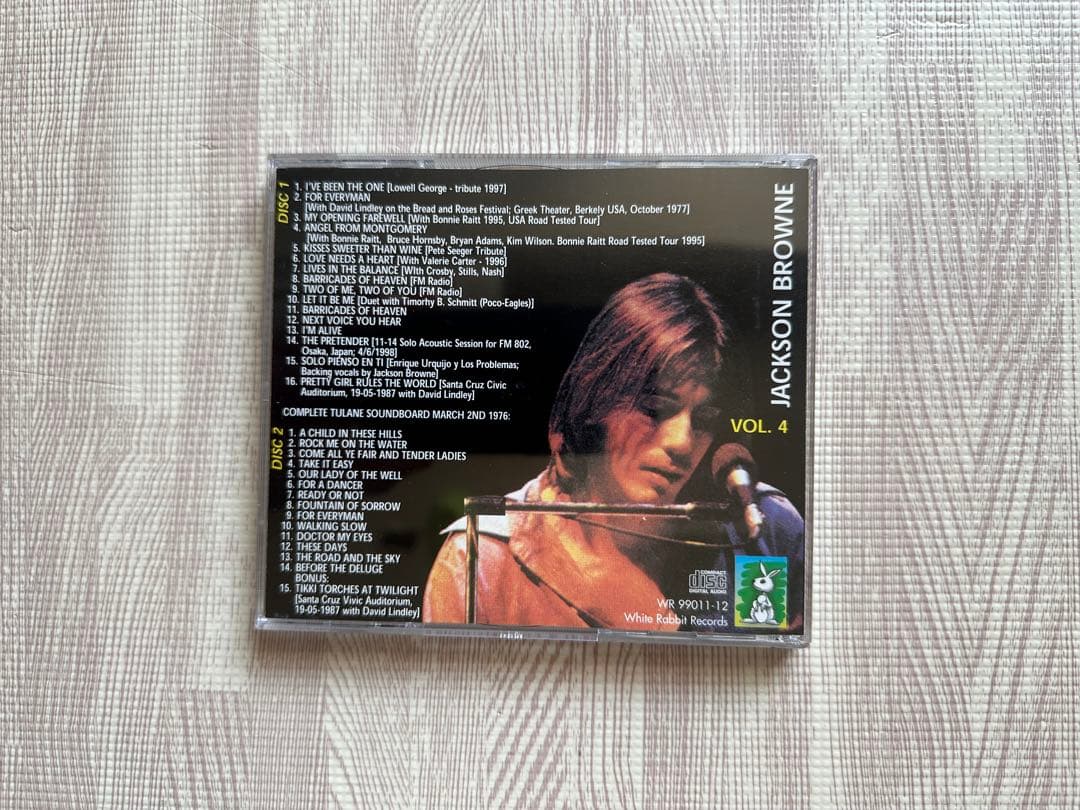 DISC 1
1. I'VE BEEN THE ONE [Lowell George - tribute 1997]
2. FOR EVERYMAN
[With David Lindley on the Bread and Roses Festival; Greek Theater, Berkely USA, October 1977]
3. MY OPENING FAREWELL [With Bonnie Raitt 1995, USA Road Tested Tour]
4. ANGEL FROM MONTGOMERY
[With Bonnie Raitt, Bruce Hornsby, Bryan Adams, Kim Wilson. Bonnie Raitt Road Tested Tour 1995]
5. KISSES SWEETER THAN WINE [Pete Seeger Tribute]
6. LOVE NEEDS A HEART [With Valerie Carter - 1996]
7. LIVES IN THE BALANCE [With Crosby, Stills, Nash]
8. BARRICADES OF HEAVEN [FM Radio]
9. TWO OF ME, TWO OF YOU [FM Radio]
10. LET IT BE ME [Duet with Timorhy B. Schmitt (Poco-Eagles)]
11. BARRICADES OF HEAVEN
12. NEXT VOICE YOU HEAR
13. I'M ALIVE
14. THE PRETENDER [11-14 Solo Acoustic Session for FM 802,
Osaka, Japan; 4/6/1998]
15. SOLO PIENSO EN TI [Enrique Urquijo y Los Problemas;
Backing vocals by Jackson Browne]
16. PRETTY GIRL RULES THE WORLD [Santa Cruz Civic
Auditorium, 19-05-1987 with David Lindley]
COMPLETE TULANE SOUNDBOARD MARCH 2ND 1976:
DISC 2
1. A CHILD IN THESE HILLS
2. ROCK ME ON THE WATER
3. COME ALL YE FAIR AND TENDER LADIES
4. TAKE IT EASY
5. OUR LADY OF THE WELL
6. FOR A DANCER
7. READY OR NOT
8. FOUNTAIN OF SORROW
9. FOR EVERYMAN
10. WALKING SLOW
11. DOCTOR MY EYES
12. THESE DAYS
13. THE ROAD AND THE SKY
14. BEFORE THE DELUGE
BONUS:
15. TIKKI TORCHES AT TWILIGHT
[Santa Cruz Vivic Auditorium,
19-05-1987 with David Lindley]
JACKSON BROWNE
VOL. 4
COMPACT
disc
DIGITAL AUDIO
WR 99011-12
White Rabbit Records